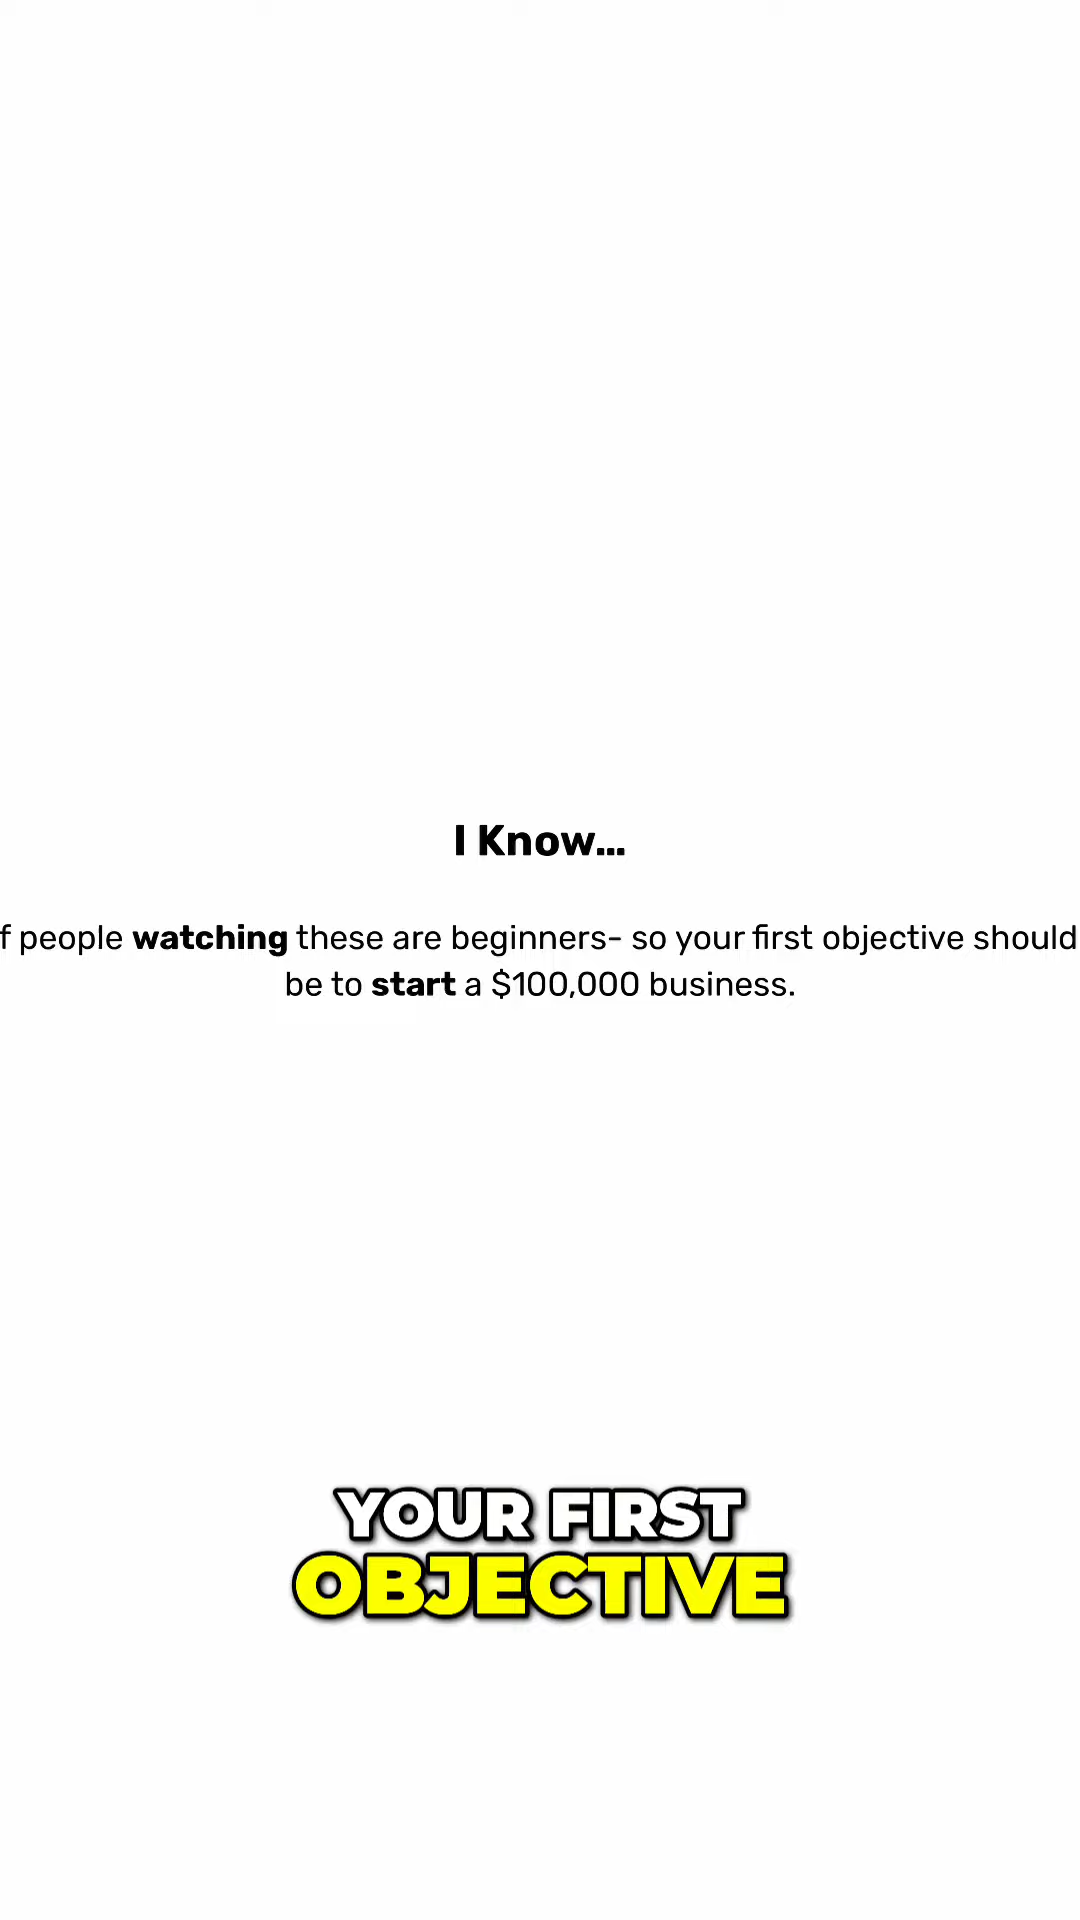 I Know...
f people watching these are beginners- so your first objective should
be to start a $100,000 business.
YOUR FIRST
OBJECTIVE